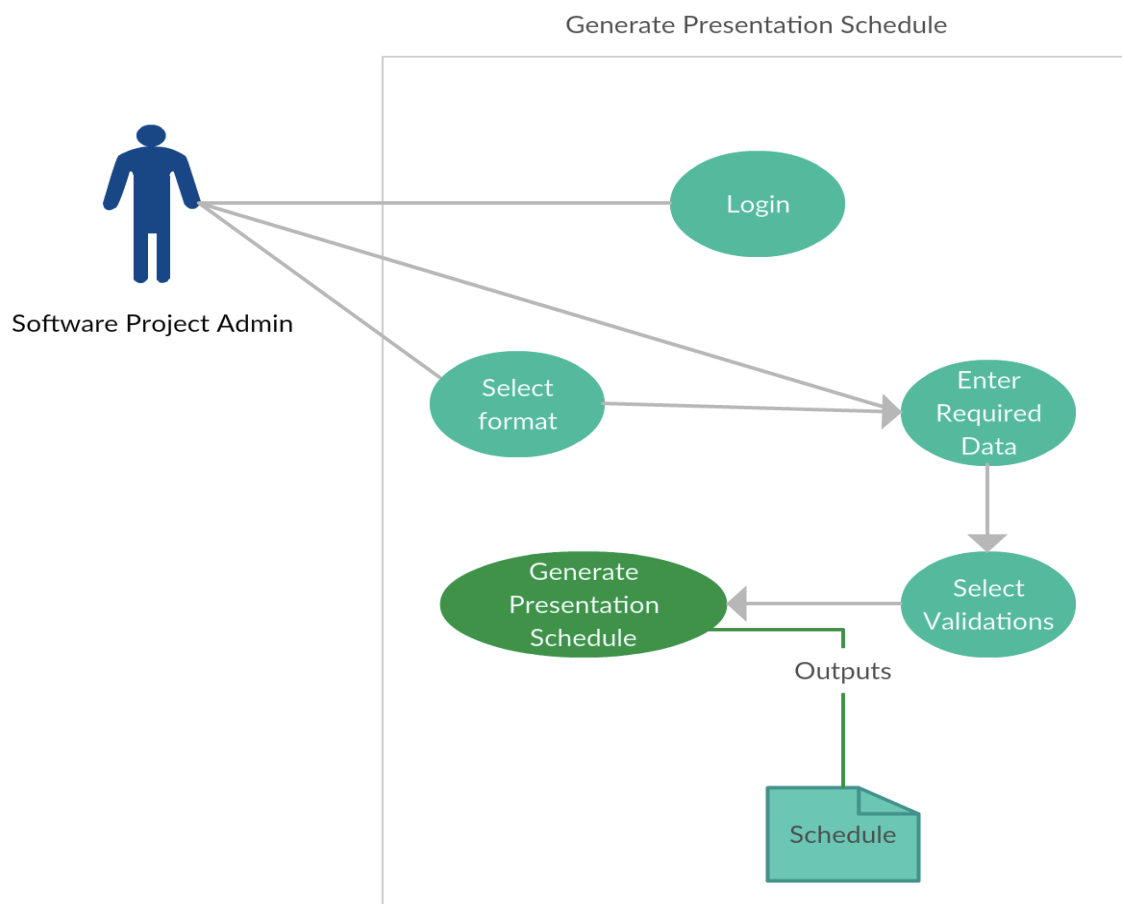 Generate Presentation Schedule
Login
Software Project Admin
Select
format
Enter
Required
Data
Generate
Presentation
Schedule
Select
Validations
Outputs
Schedule